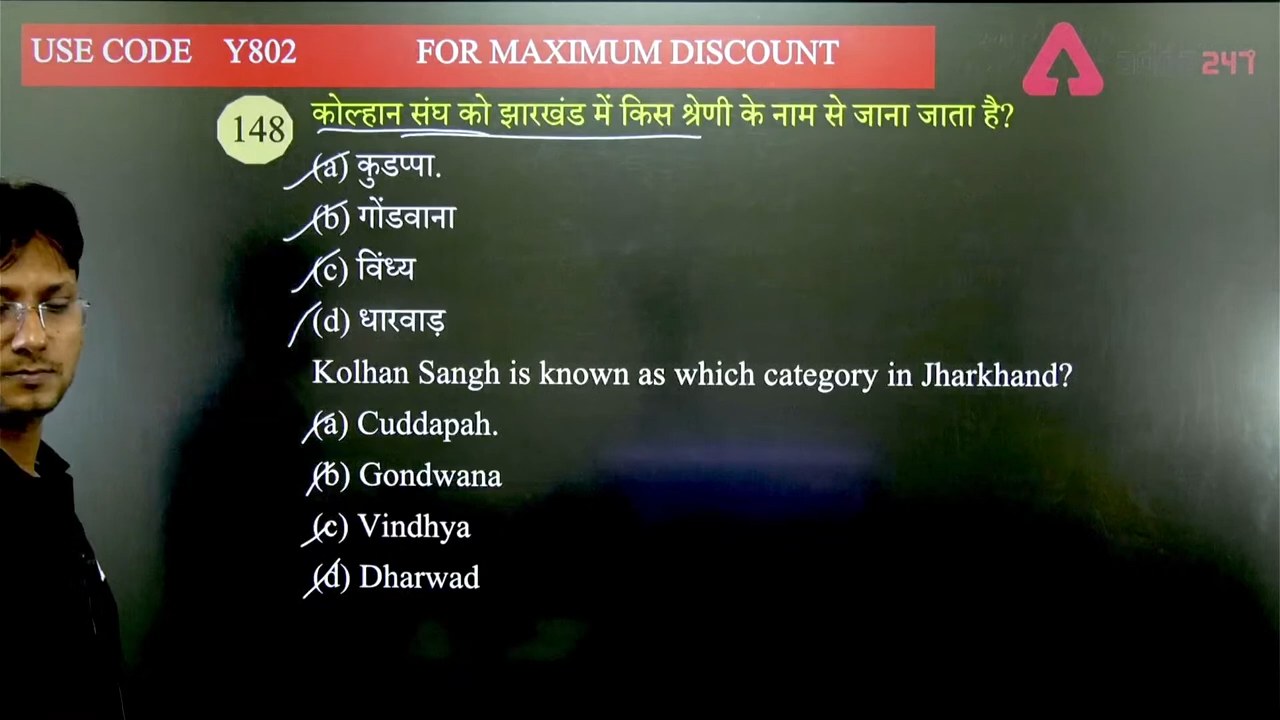 USE CODE Y802 FOR MAXIMUM DISCOUNT
247
148 कोल्हान संघ को झारखंड में किस श्रेणी के नाम से जाना जाता है?
(a) कुडप्पा.
(b) गोंडवाना
(c) विंध्य
(d) धारवाड़
Kolhan Sangh is known as which category in Jharkhand?
(a) Cuddapah.
(b) Gondwana
(c) Vindhya
(d) Dharwad